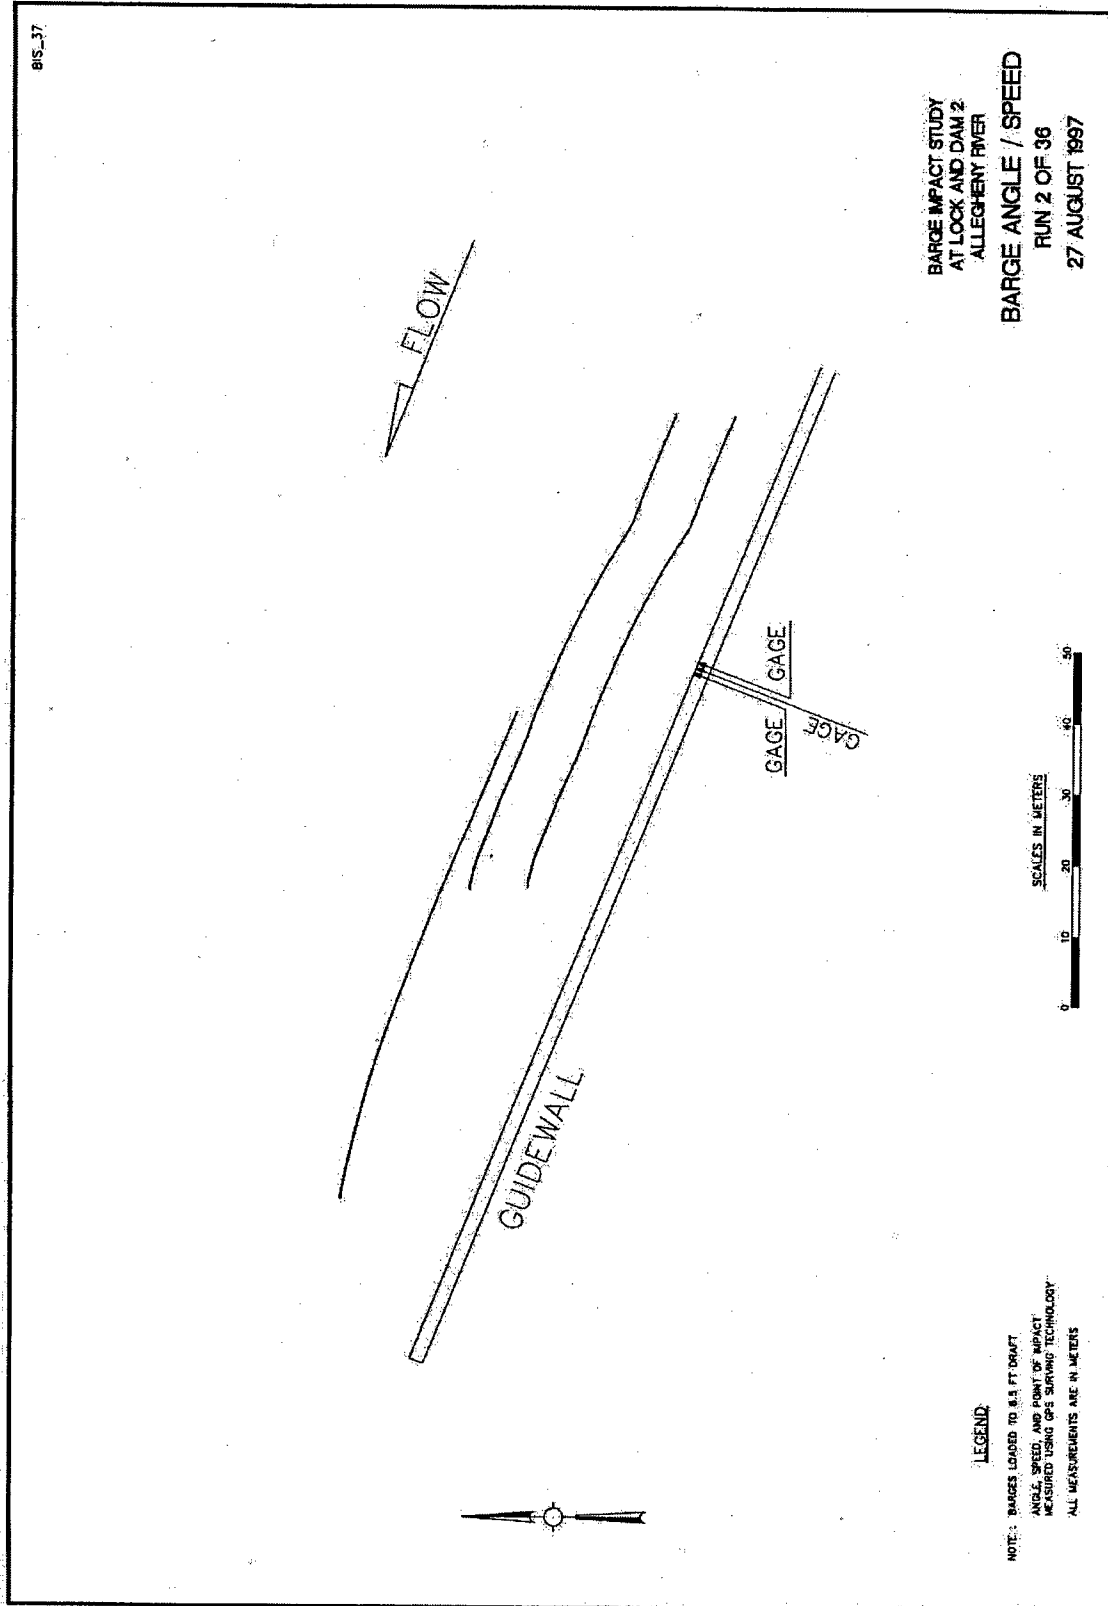 BIS_37
FLOW
GUIDEWALL
GAGE
GAGE
GAGE
BARGE IMPACT STUDY
AT LOCK AND DAM 2
ALLEGHENY RIVER
BARGE ANGLE / SPEED
RUN 2 OF 36
27 AUGUST 1997
SCALES IN METERS
0 10 20 30 40 50
LEGEND
NOTE: BARGES LOADED TO 8.5 FT DRAFT
ANGLE, SPEED, AND POINT OF IMPACT
MEASURED USING GPS SURVING TECHNOLOGY
ALL MEASUREMENTS ARE IN METERS